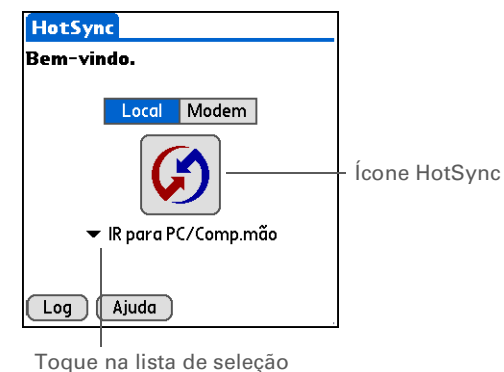 HotSync
Bem-vindo.
Local Modem
Ícone HotSync
IR para PC/Comp.mão
Log Ajuda
Toque na lista de seleção